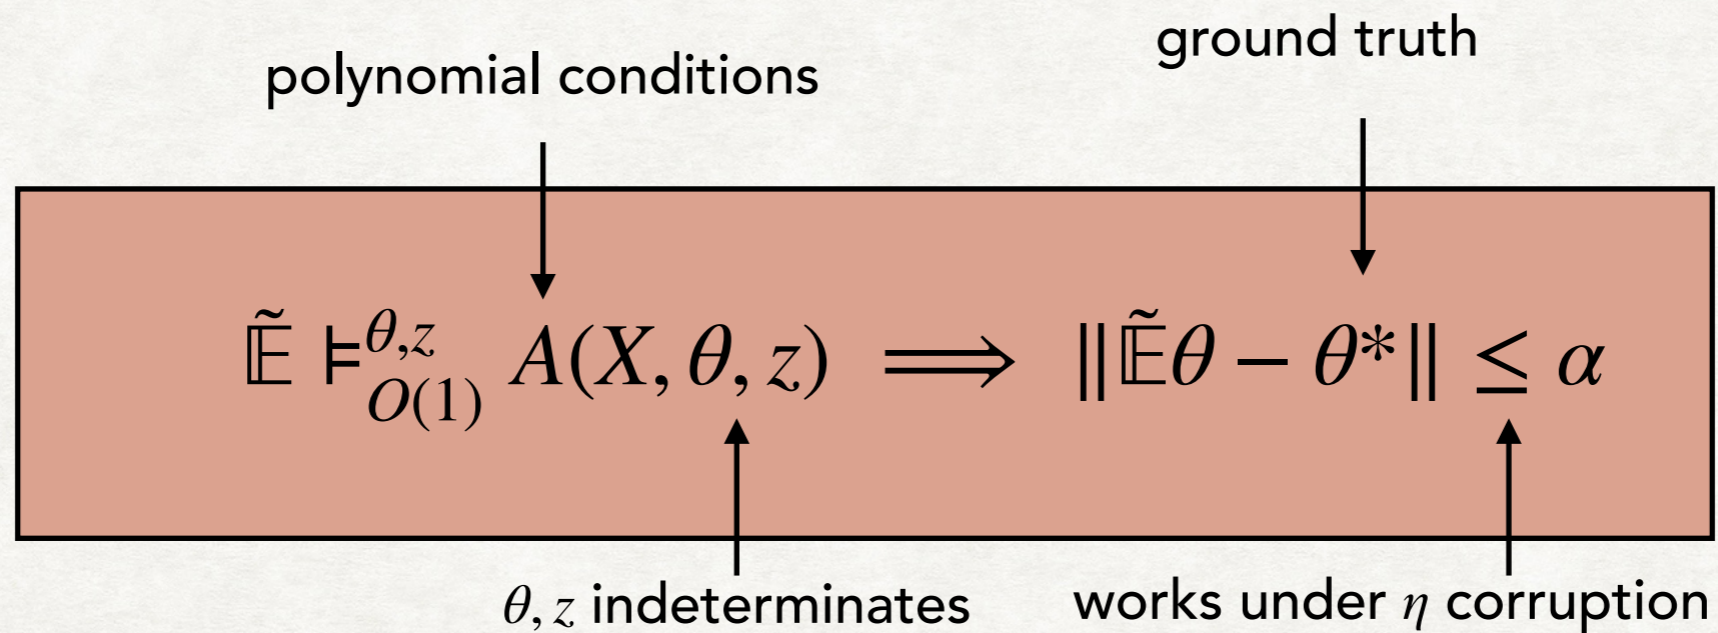 ground truth
polynomial conditions
𝔼̃ ⊨^{θ,z}_{O(1)} A(X, θ, z) ⟹ ‖𝔼̃θ − θ*‖ ≤ α
θ, z indeterminates
works under η corruption